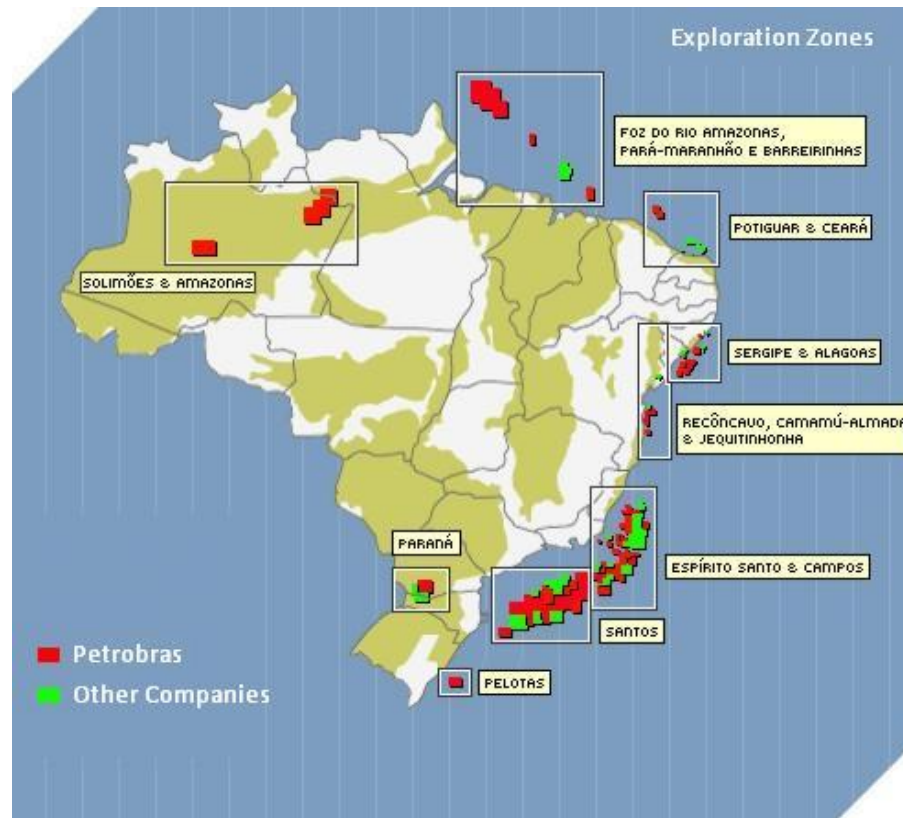 Exploration Zones
FOZ DO RIO AMAZONAS,
PARÁ-MARANHÃO E BARREIRINHAS
POTIGUAR & CEARÁ
SOLIMÕES & AMAZONAS
SERGIPE & ALAGOAS
RECÔNCAVO, CAMAMÚ-ALMADA
& JEQUITINHONHA
PARANÁ
ESPÍRITO SANTO & CAMPOS
SANTOS
PELOTAS
Petrobras
Other Companies